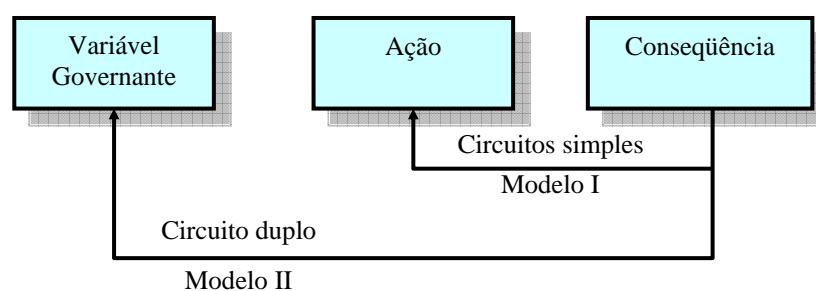 Variável
Governante
Ação
Conseqüência
Circuitos simples
Modelo I
Circuito duplo
Modelo II